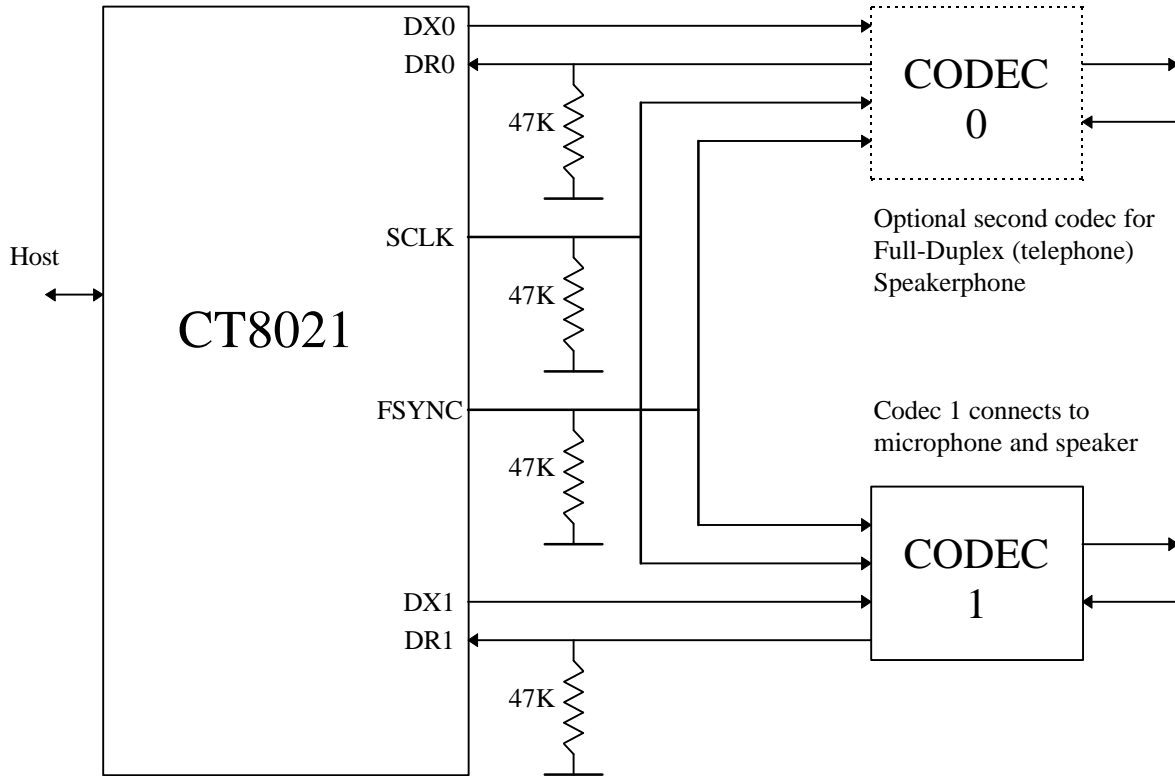 DX0
DR0
CODEC
0
47K
Optional second codec for
Full-Duplex (telephone)
Speakerphone
SCLK
Host
47K
CT8021
FSYNC
Codec 1 connects to
microphone and speaker
47K
CODEC
1
DX1
DR1
47K